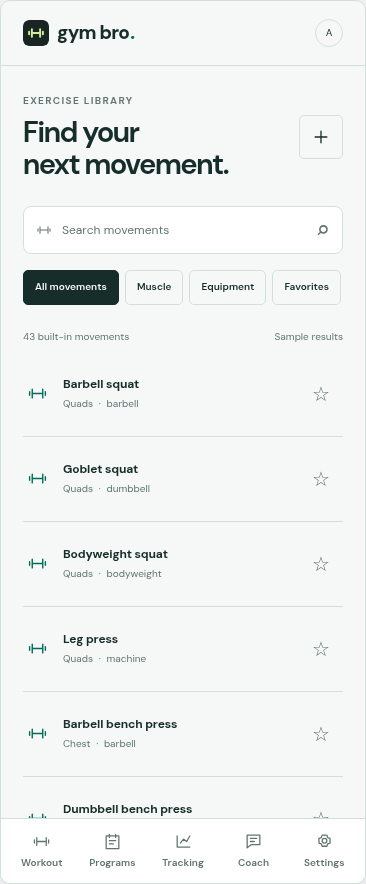 gym bro.
A
EXERCISE LIBRARY
Find your
next movement.
Search movements
All movements
Muscle
Equipment
Favorites
43 built-in movements
Sample results
Barbell squat
Quads · barbell
Goblet squat
Quads · dumbbell
Bodyweight squat
Quads · bodyweight
Leg press
Quads · machine
Barbell bench press
Chest · barbell
Dumbbell bench press
Workout
Programs
Tracking
Coach
Settings